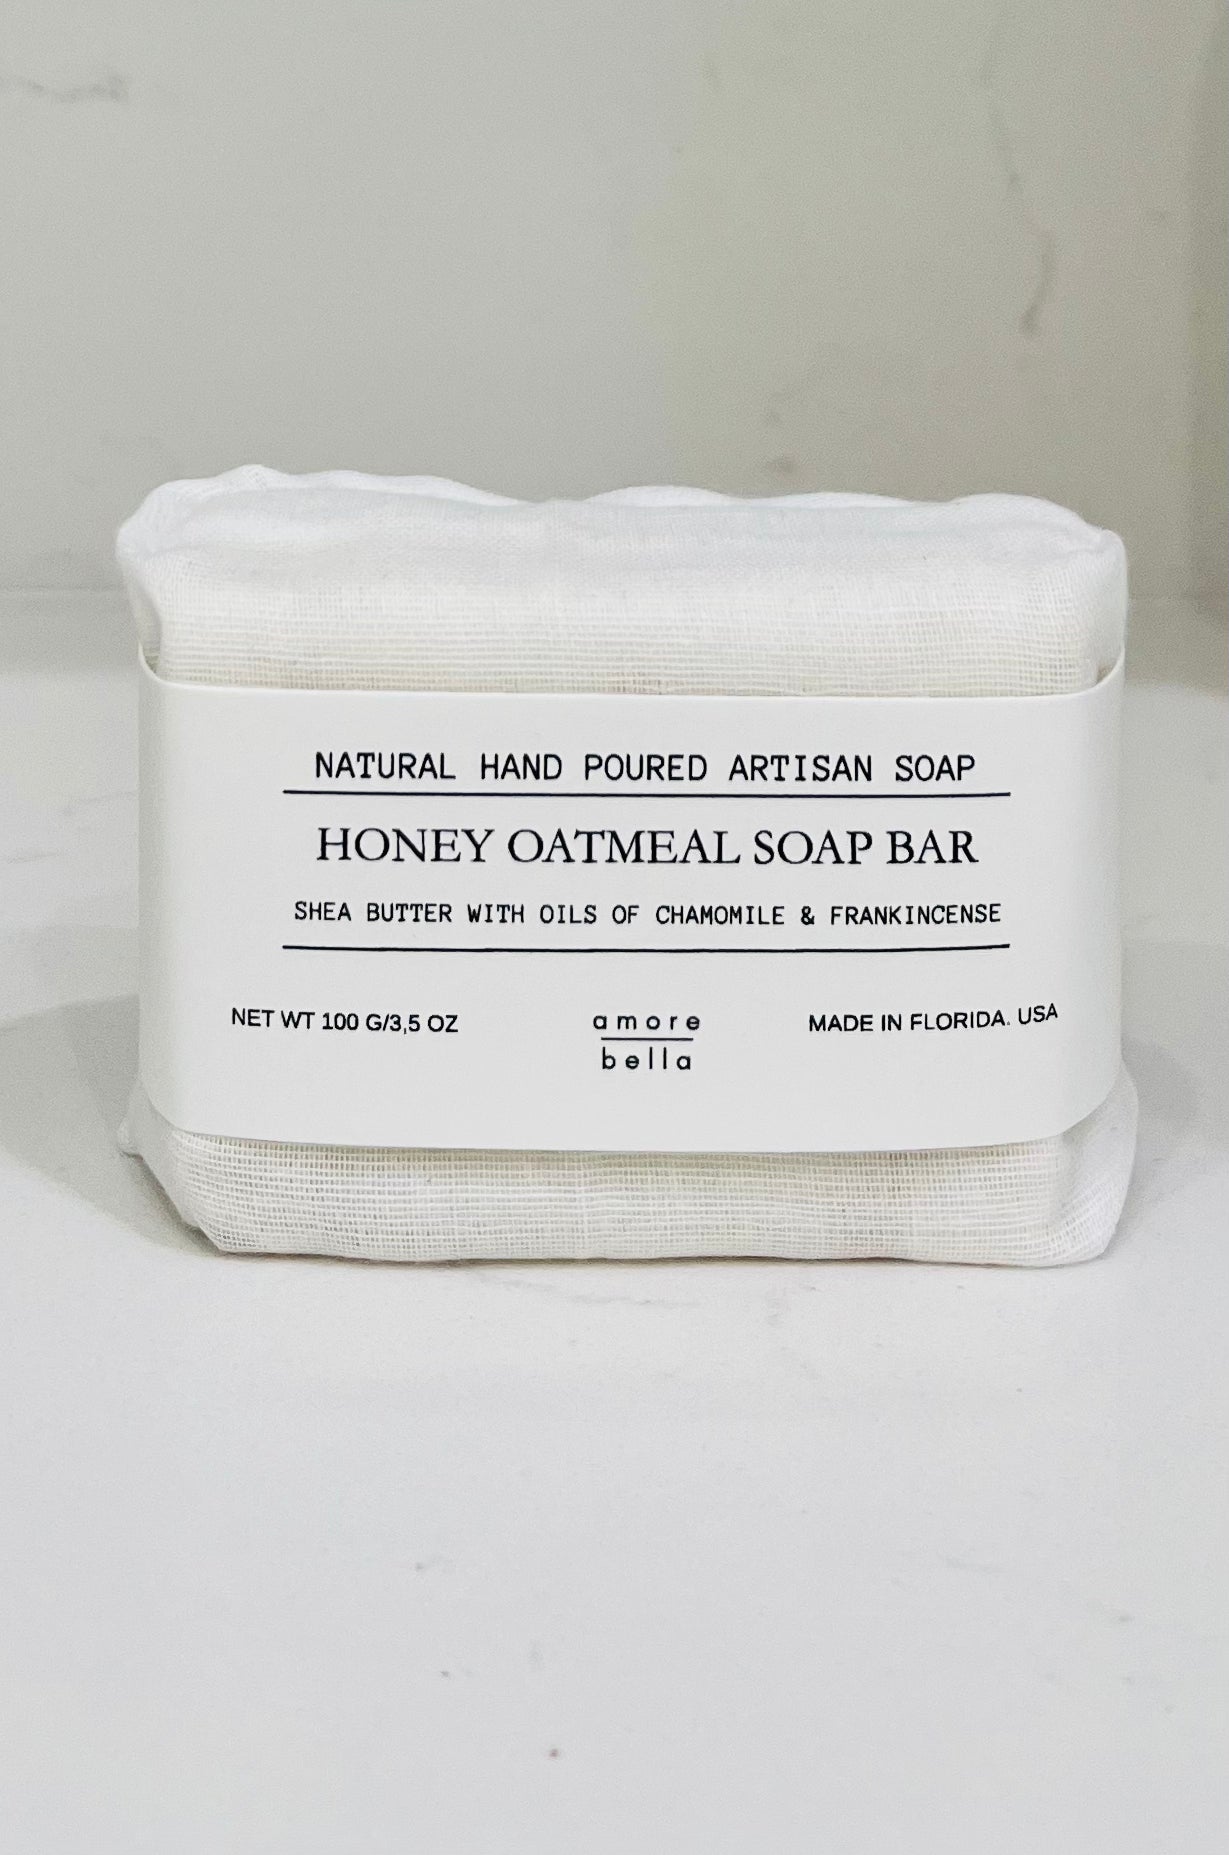 NATURAL HAND POURED ARTISAN SOAP
HONEY OATMEAL SOAP BAR
SHEA BUTTER WITH OILS OF CHAMOMILE & FRANKINCENSE
NET WT 100 G/3,5 OZ
amore
bella
MADE IN FLORIDA. USA